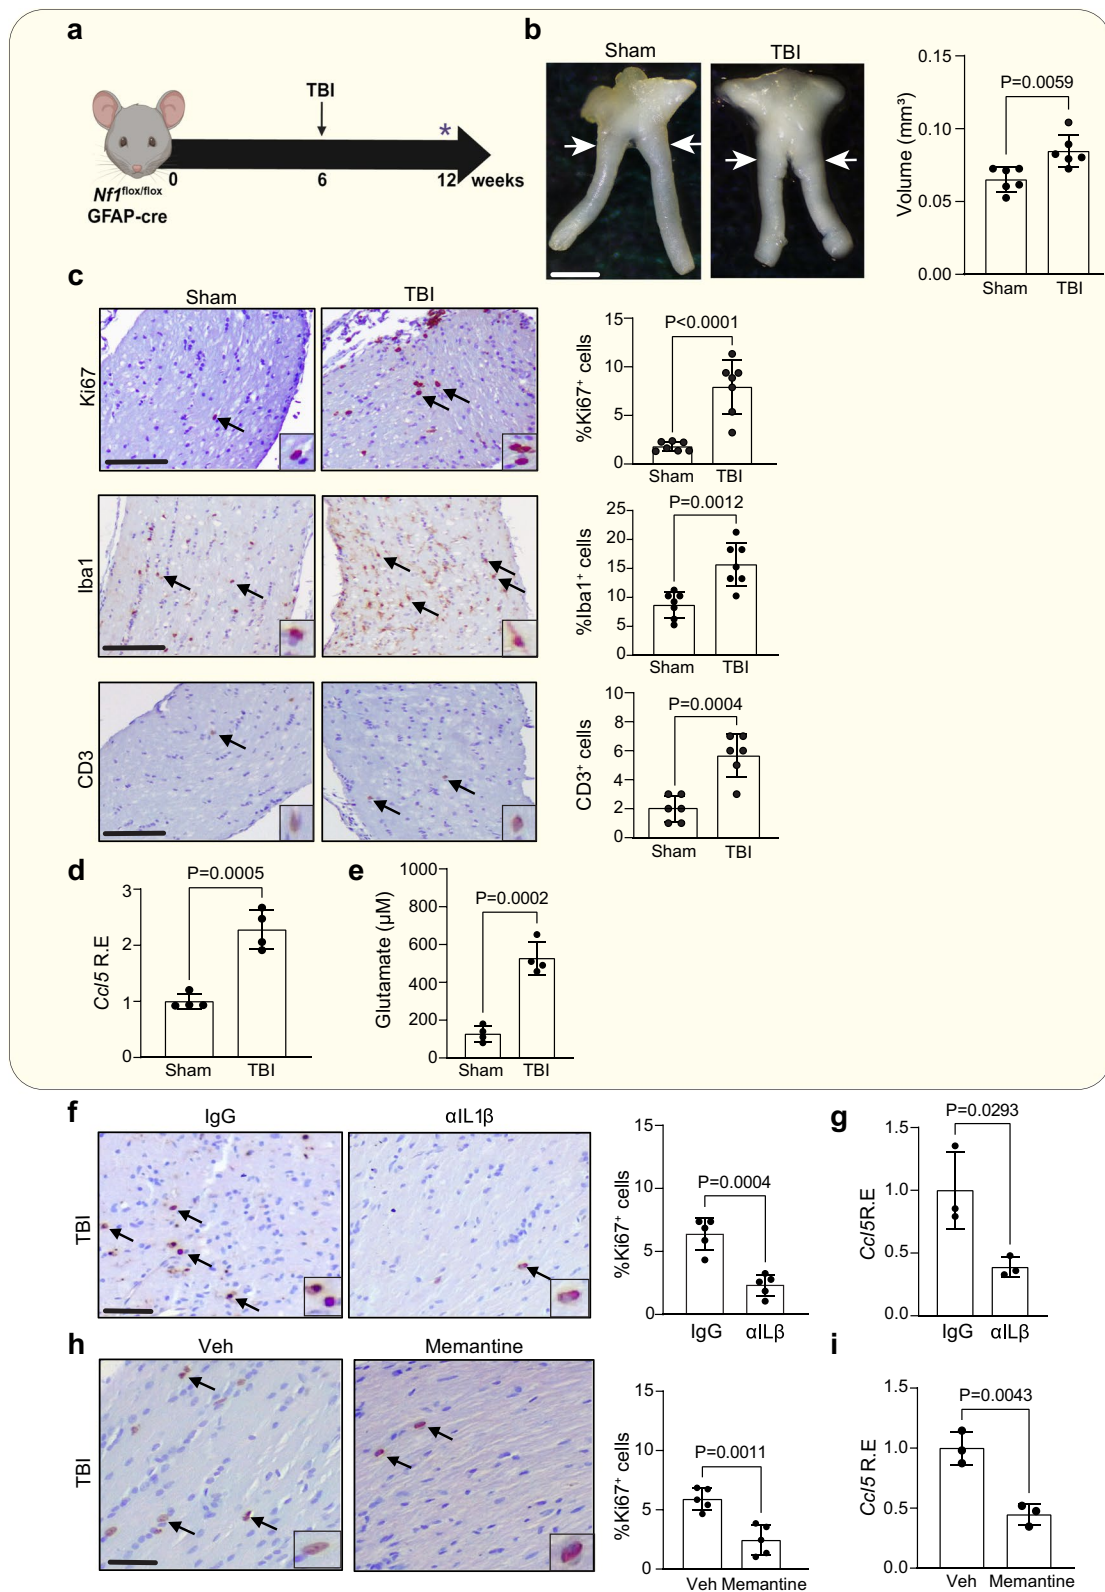 a
TBI
*
0 6 12 weeks
Nf1flox/flox
GFAP-cre
b
Sham TBI
Volume (mm³)
0.15
0.10
0.05
0.00
P=0.0059
Sham TBI
c
Sham TBI
Ki67
%Ki67⁺ cells
15
10
5
0
P<0.0001
Sham TBI
Iba1
%Iba1⁺ cells
25
20
15
10
5
0
P=0.0012
Sham TBI
CD3
CD3⁺ cells
10
8
6
4
2
0
P=0.0004
Sham TBI
d
Ccl5 R.E
3
2
1
0
P=0.0005
Sham TBI
e
Glutamate (µM)
1000
800
600
400
200
0
P=0.0002
Sham TBI
f
IgG αIL1β
TBI
%Ki67⁺ cells
15
10
5
0
P=0.0004
IgG αILβ
g
Ccl5R.E
1.5
1.0
0.5
0.0
P=0.0293
IgG αILβ
h
Veh Memantine
TBI
%Ki67⁺ cells
15
10
5
0
P=0.0011
Veh Memantine
i
Ccl5 R.E
1.5
1.0
0.5
0.0
P=0.0043
Veh Memantine